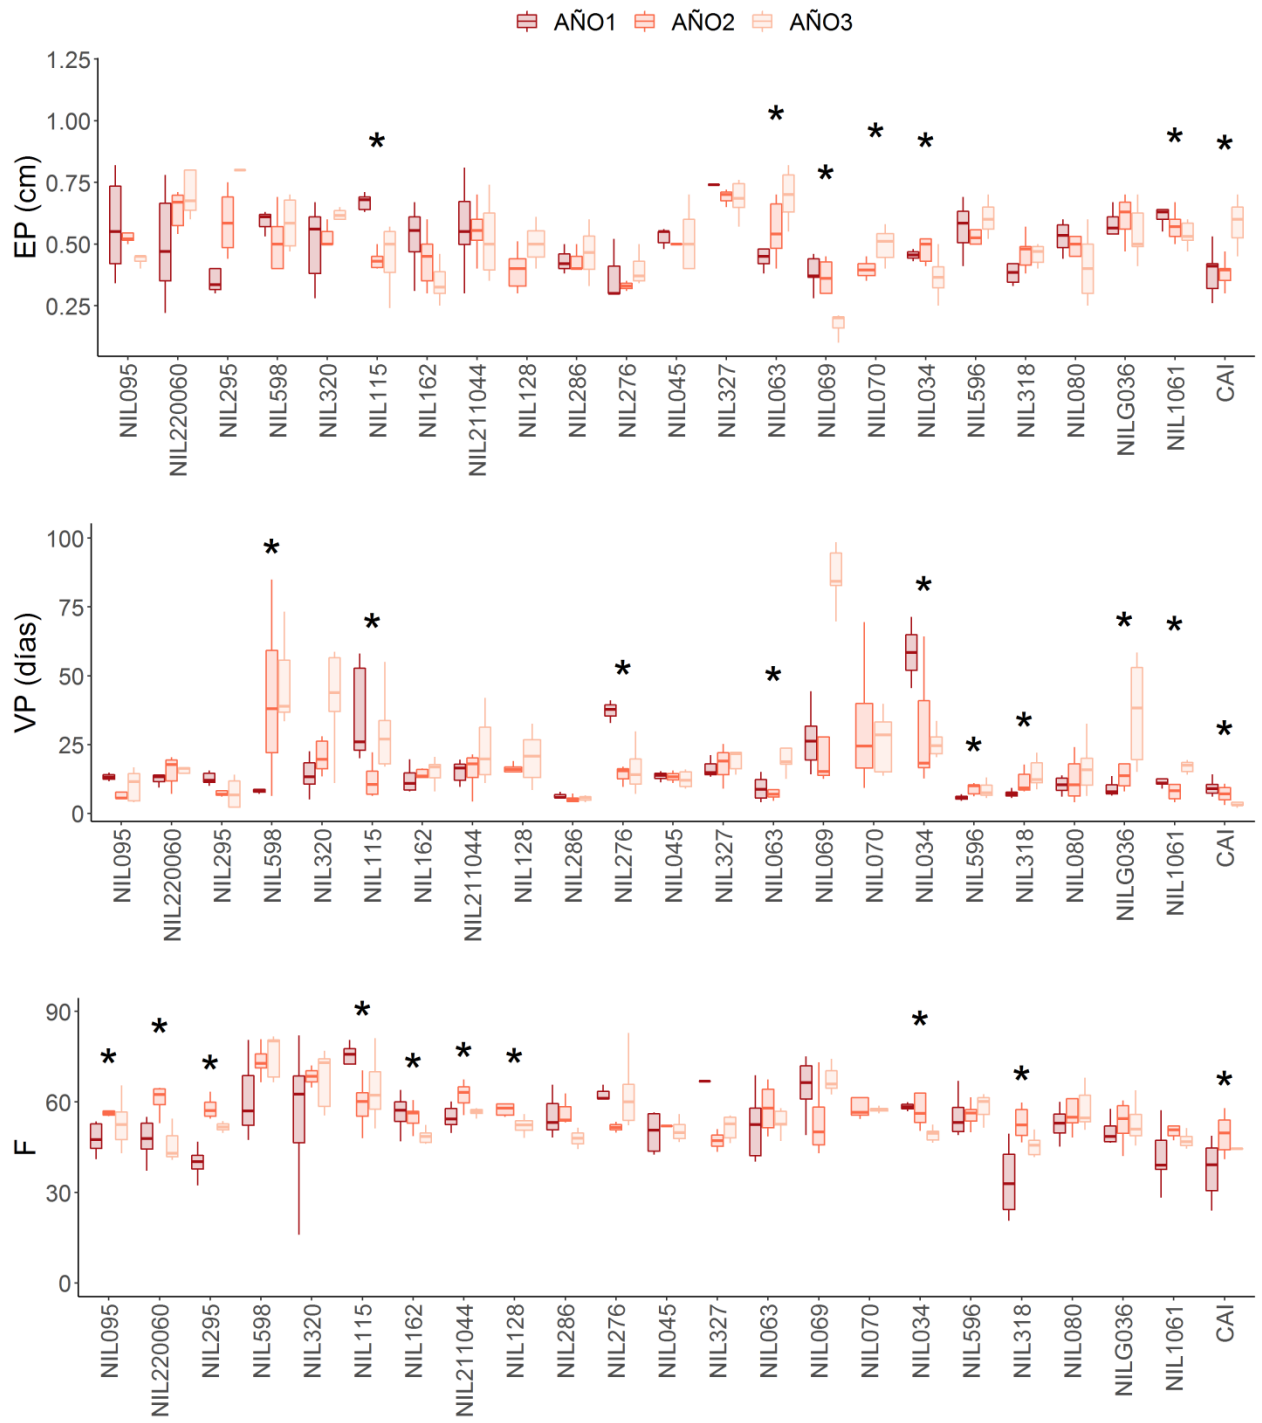 AÑO1 AÑO2 AÑO3
EP (cm)
1.25
1.00
0.75
0.50
0.25
* * * * * * *
NIL095 NIL220060 NIL295 NIL598 NIL320 NIL115 NIL162 NIL211044 NIL128 NIL286 NIL276 NIL045 NIL327 NIL063 NIL069 NIL070 NIL034 NIL596 NIL318 NIL080 NILG036 NIL1061 CAI
VP (días)
100
75
50
25
0
* * * * * * * * * *
NIL095 NIL220060 NIL295 NIL598 NIL320 NIL115 NIL162 NIL211044 NIL128 NIL286 NIL276 NIL045 NIL327 NIL063 NIL069 NIL070 NIL034 NIL596 NIL318 NIL080 NILG036 NIL1061 CAI
F
90
60
30
0
* * * * * * * * * *
NIL095 NIL220060 NIL295 NIL598 NIL320 NIL115 NIL162 NIL211044 NIL128 NIL286 NIL276 NIL045 NIL327 NIL063 NIL069 NIL070 NIL034 NIL596 NIL318 NIL080 NILG036 NIL1061 CAI